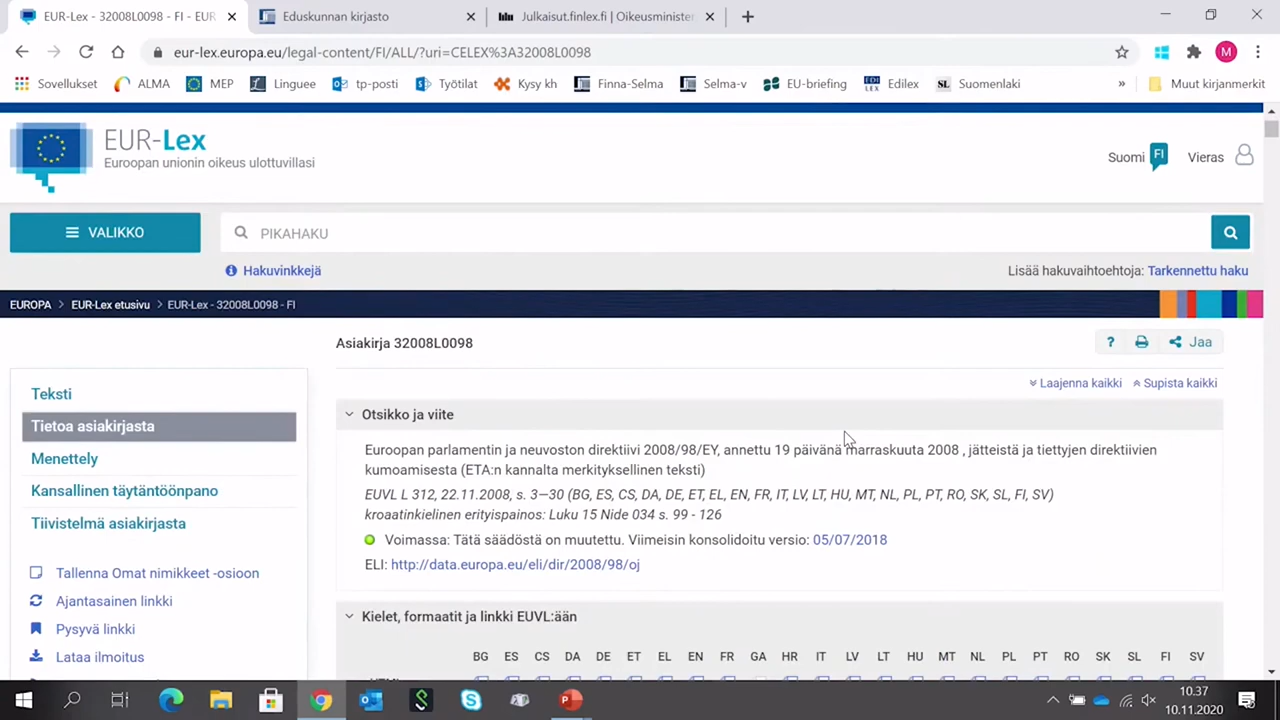 EUR-Lex - 32008L0098 - FI - EUR
Eduskunnan kirjasto
Julkaisut.finlex.fi | Oikeusminister
eur-lex.europa.eu/legal-content/FI/ALL/?uri=CELEX%3A32008L0098
M
Sovellukset
ALMA
MEP
Linguee
tp-posti
Työtilat
Kysy kh
Finna-Selma
Selma-v
EU-briefing
EDI LEX
Edilex
SL
Suomenlaki
»
Muut kirjanmerkit
EUR-Lex
Euroopan unionin oikeus ulottuvillasi
Suomi FI
Vieras
VALIKKO
PIKAHAKU
Hakuvinkkejä
Lisää hakuvaihtoehtoja: Tarkennettu haku
EUROPA > EUR-Lex etusivu > EUR-Lex - 32008L0098 - FI
Asiakirja 32008L0098
? Jaa
Laajenna kaikki Supista kaikki
Teksti
Tietoa asiakirjasta
Menettely
Kansallinen täytäntöönpano
Tiivistelmä asiakirjasta
Tallenna Omat nimikkeet -osioon
Ajantasainen linkki
Pysyvä linkki
Lataa ilmoitus
Otsikko ja viite
Euroopan parlamentin ja neuvoston direktiivi 2008/98/EY, annettu 19 päivänä marraskuuta 2008 , jätteistä ja tiettyjen direktiivien
kumoamisesta (ETA:n kannalta merkityksellinen teksti)
EUVL L 312, 22.11.2008, s. 3—30 (BG, ES, CS, DA, DE, ET, EL, EN, FR, IT, LV, LT, HU, MT, NL, PL, PT, RO, SK, SL, FI, SV)
kroaatinkielinen erityispainos: Luku 15 Nide 034 s. 99 - 126
Voimassa: Tätä säädöstä on muutettu. Viimeisin konsolidoitu versio: 05/07/2018
ELI: http://data.europa.eu/eli/dir/2008/98/oj
Kielet, formaatit ja linkki EUVL:ään
BG ES CS DA DE ET EL EN FR GA HR IT LV LT HU MT NL PL PT RO SK SL FI SV
10.37
10.11.2020